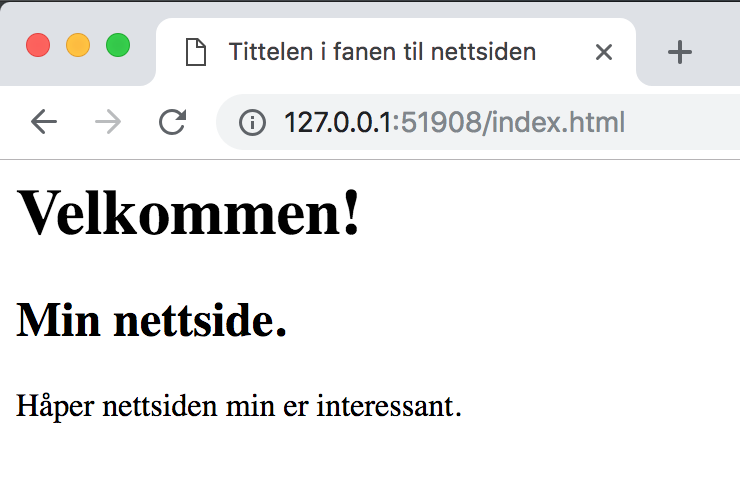 Tittelen i fanen til nettsiden
127.0.0.1:51908/index.html
Velkommen!
Min nettside.
Håper nettsiden min er interessant.